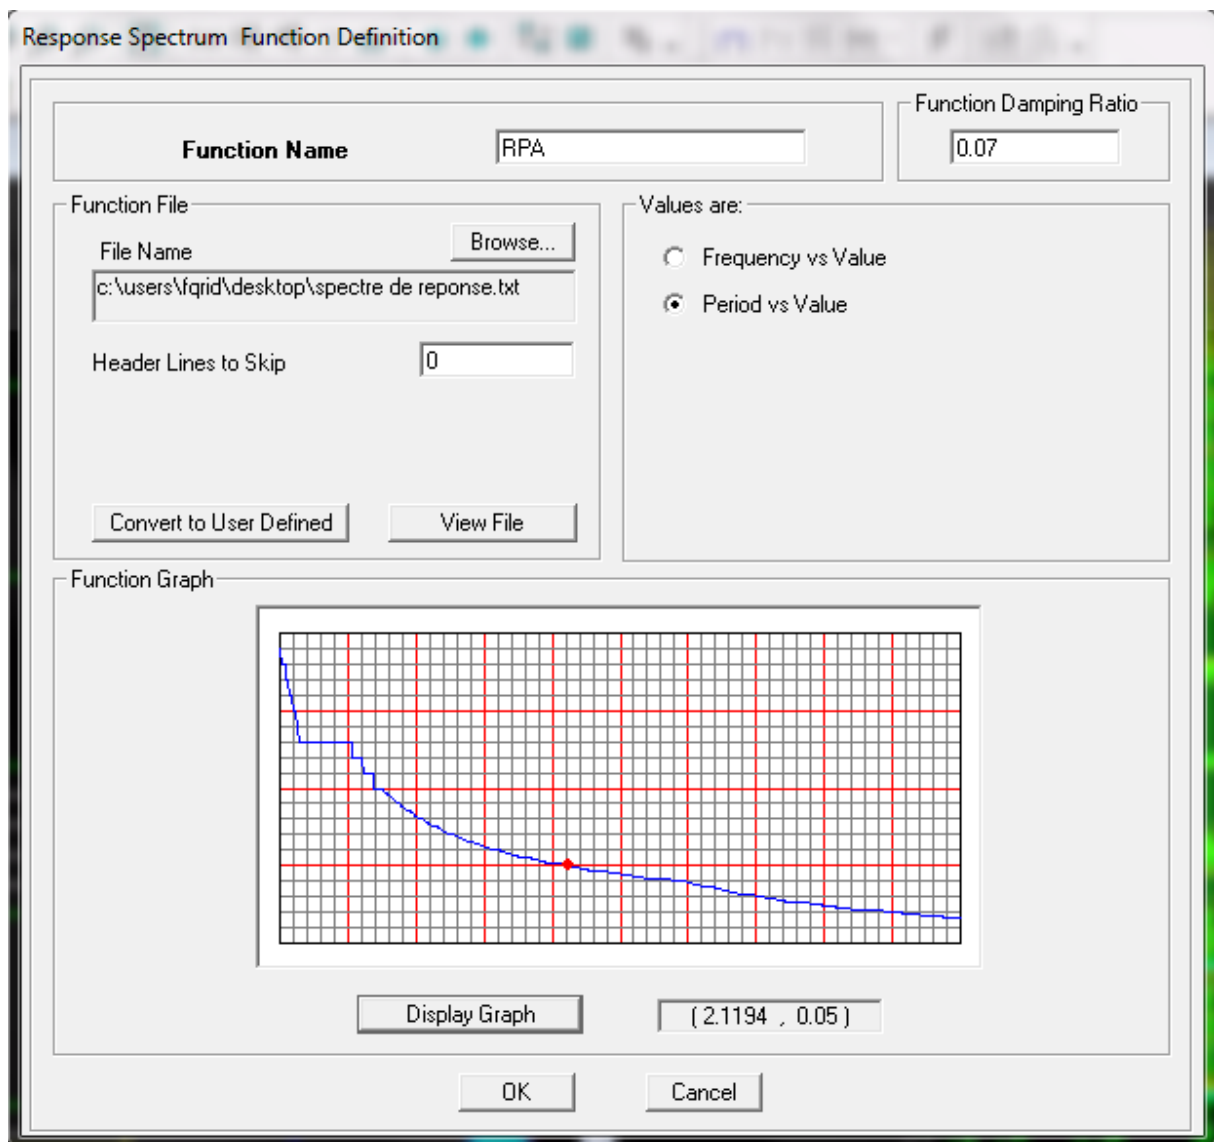 Response Spectrum  Function Definition
Function Damping Ratio
Function Name
RPA
0.07
Function File
Values are:
File Name
Browse...
c:\users\fqrid\desktop\spectre de reponse.txt
Frequency vs Value
Period vs Value
Header Lines to Skip
0
Convert to User Defined
View File
Function Graph
Display Graph
( 2.1194  ,  0.05 )
OK
Cancel